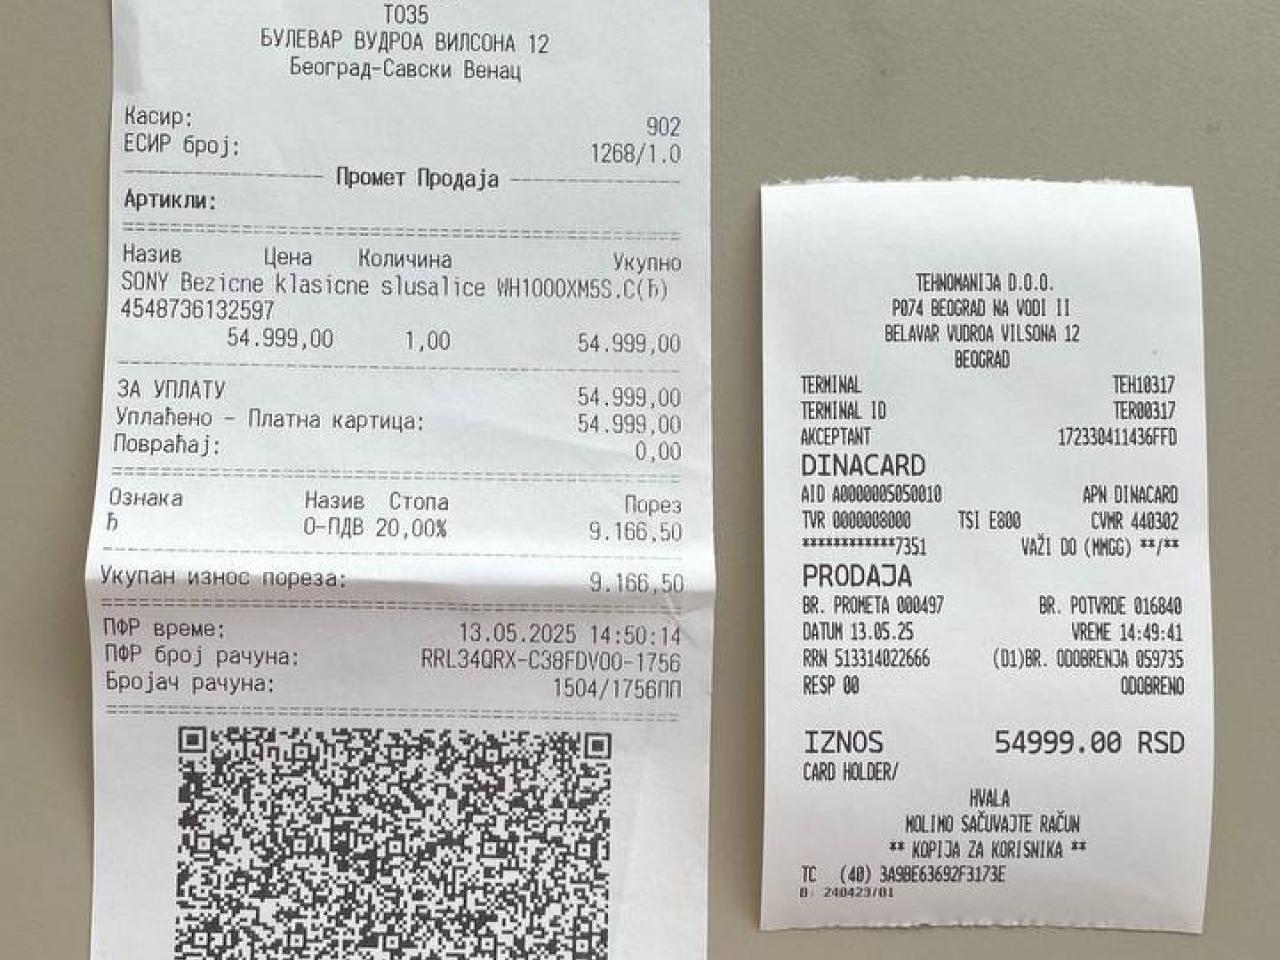 ТО35
БУЛЕВАР ВУДРОА ВИЛСОНА 12
Београд-Савски Венац
Касир: 902
ЕСИР број: 1268/1.0
Промет Продаја
Артикли:
Назив Цена Количина Укупно
SONY Bezicne klasicne slusalice WH1000XM5S.C(Ђ)
4548736132597
54.999,00 1,00 54.999,00
ЗА УПЛАТУ 54.999,00
Уплаћено - Платна картица: 54.999,00
Повраћај: 0,00
Ознака Назив Стопа Порез
Ђ О-ПДВ 20,00% 9.166,50
Укупан износ пореза: 9.166,50
ПФР време: 13.05.2025 14:50:14
ПФР број рачуна: RRL34QRX-C38FDVOO-1756
Бројач рачуна: 1504/1756ПП
TEHNOMANIJA D.O.O.
P074 BEOGRAD NA VODI II
BELAVAR VUDROA VILSONA 12
BEOGRAD
TERMINAL TEH10317
TERMINAL ID TER00317
AKCEPTANT 172330411436FFD
DINACARD
AID A0000005050010 APN DINACARD
TVR 0000008000 TSI E800 CVMR 440302
************7351 VAŽI DO (MMGG) **/**
PRODAJA
BR. PROMETA 000497 BR. POTVRDE 016840
DATUM 13.05.25 VREME 14:49:41
RRN 513314022666 (D1)BR. ODOBRENJA 059735
RESP 00 ODOBRENO
IZNOS 54999.00 RSD
CARD HOLDER/
HVALA
MOLIMO SAČUVAJTE RAČUN
** KOPIJA ZA KORISNIKA **
TC (40) 3A9BE63692F3173E
B: 240423/01